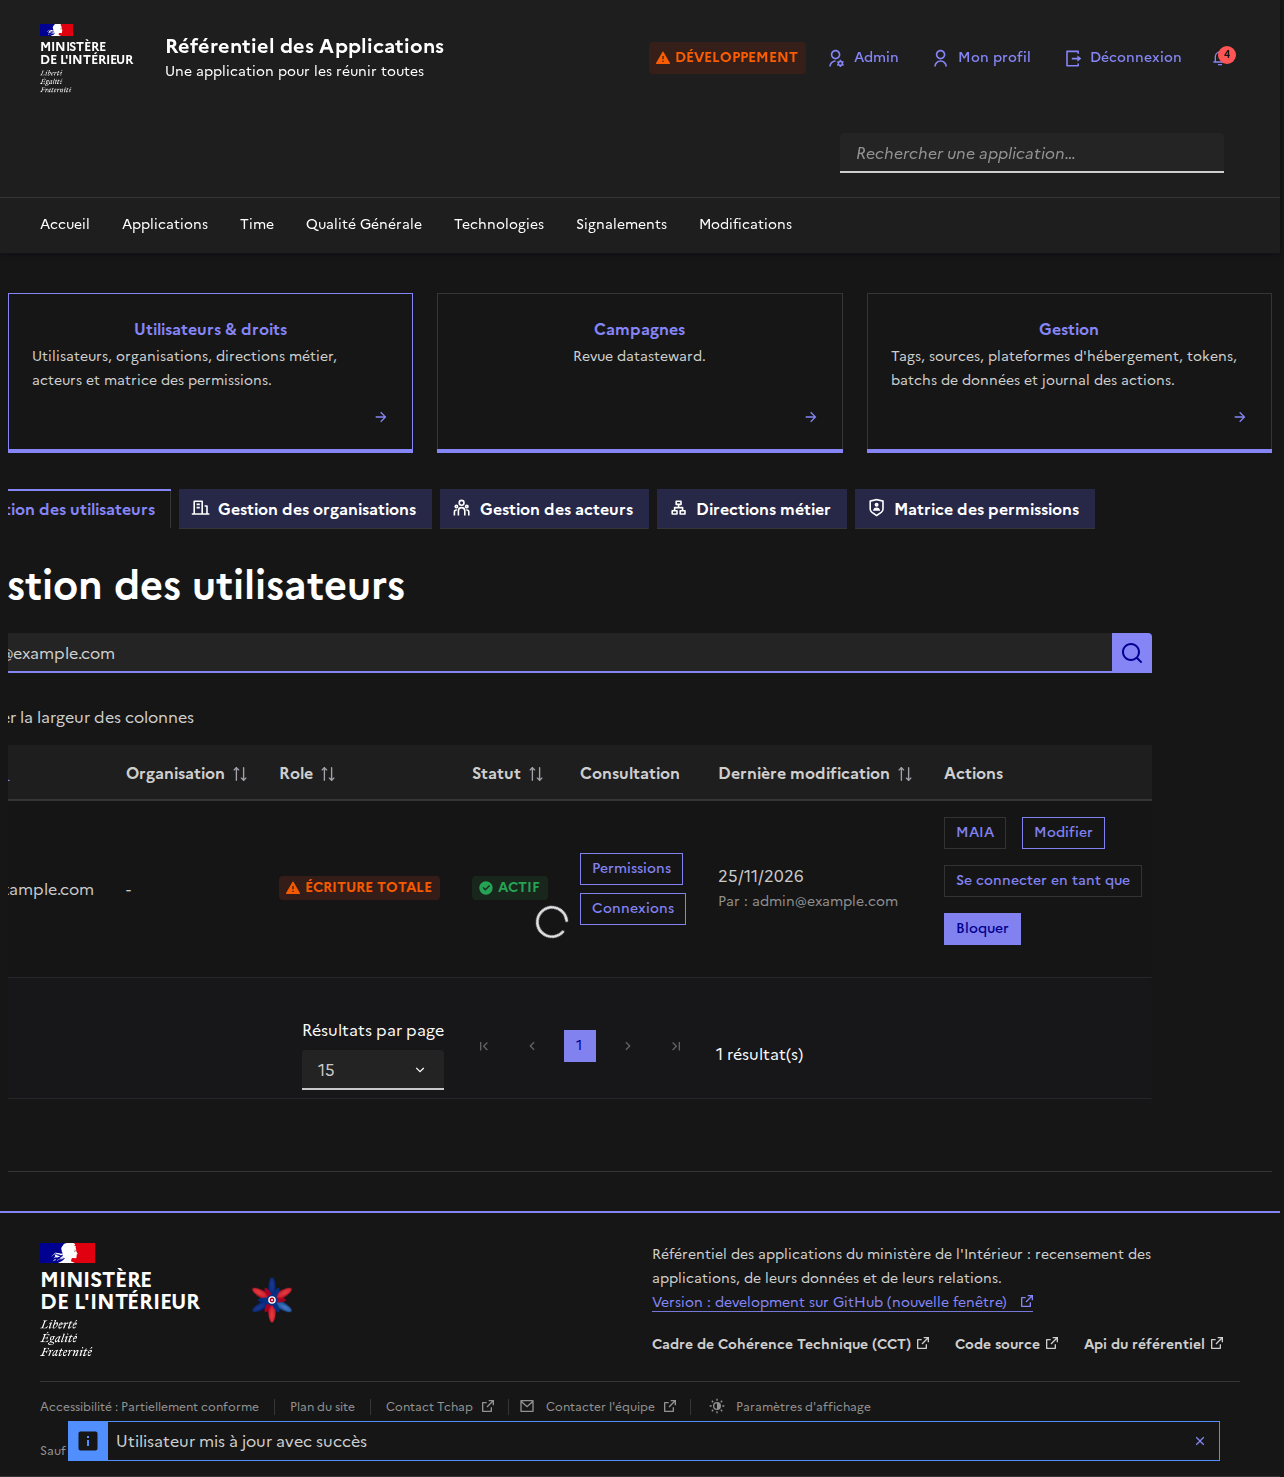 MINISTÈRE
DE L'INTÉRIEUR
Liberté
Égalité
Fraternité
Référentiel des Applications
Une application pour les réunir toutes
DÉVELOPPEMENT
Admin
Mon profil
Déconnexion
4
Rechercher une application...
Accueil
Applications
Time
Qualité Générale
Technologies
Signalements
Modifications
Utilisateurs & droits
Utilisateurs, organisations, directions métier,
acteurs et matrice des permissions.
Campagnes
Revue datasteward.
Gestion
Tags, sources, plateformes d'hébergement, tokens,
batchs de données et journal des actions.
tion des utilisateurs
Gestion des organisations
Gestion des acteurs
Directions métier
Matrice des permissions
stion des utilisateurs
@example.com
er la largeur des colonnes
Organisation
Role
Statut
Consultation
Dernière modification
Actions
xample.com
-
ÉCRITURE TOTALE
ACTIF
Permissions
Connexions
25/11/2026
Par : admin@example.com
MAIA
Modifier
Se connecter en tant que
Bloquer
Résultats par page
15
1
1 résultat(s)
MINISTÈRE
DE L'INTÉRIEUR
Liberté
Égalité
Fraternité
Référentiel des applications du ministère de l'Intérieur : recensement des
applications, de leurs données et de leurs relations.
Version : development sur GitHub (nouvelle fenêtre)
Cadre de Cohérence Technique (CCT)
Code source
Api du référentiel
Accessibilité : Partiellement conforme
Plan du site
Contact Tchap
Contacter l'équipe
Paramètres d'affichage
Sauf
Utilisateur mis à jour avec succès